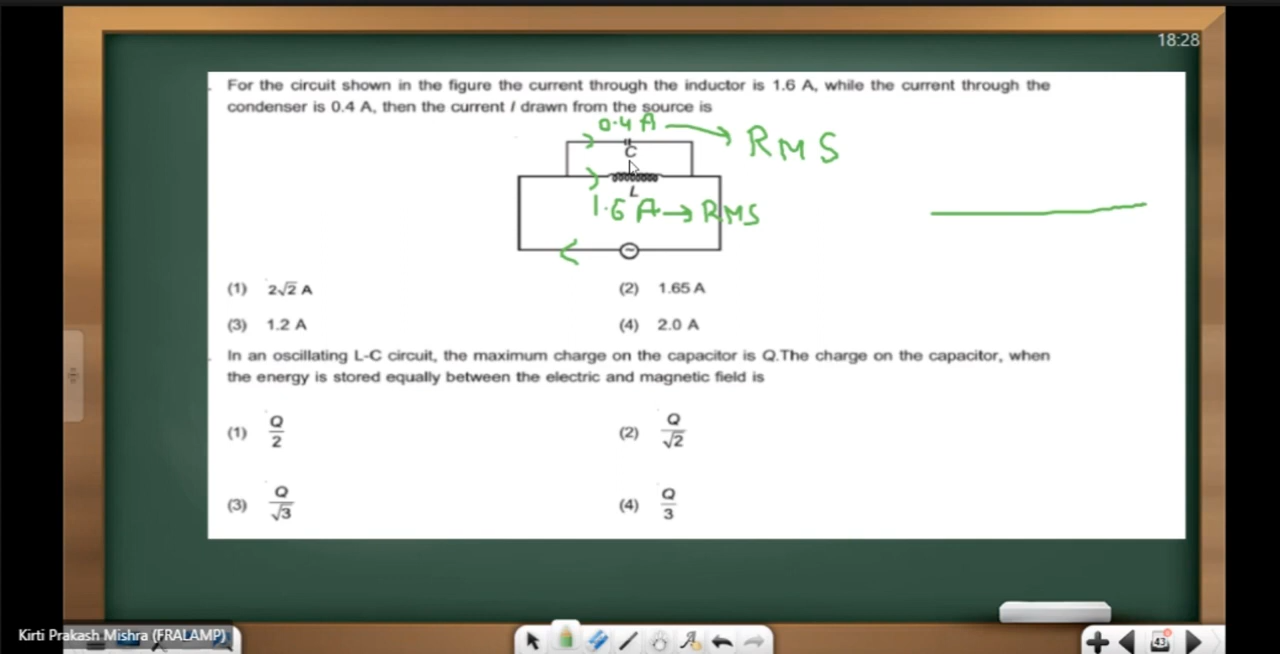 18:28
For the circuit shown in the figure the current through the inductor is 1.6 A, while the current through the
condenser is 0.4 A, then the current I drawn from the source is
0.4 A → RMS
C
L
1.6 A → RMS
(1) 2√2 A (2) 1.65 A
(3) 1.2 A (4) 2.0 A
In an oscillating L-C circuit, the maximum charge on the capacitor is Q.The charge on the capacitor, when
the energy is stored equally between the electric and magnetic field is
(1) Q/2 (2) Q/√2
(3) Q/√3 (4) Q/3
Kirti Prakash Mishra (FRALAMP)
43